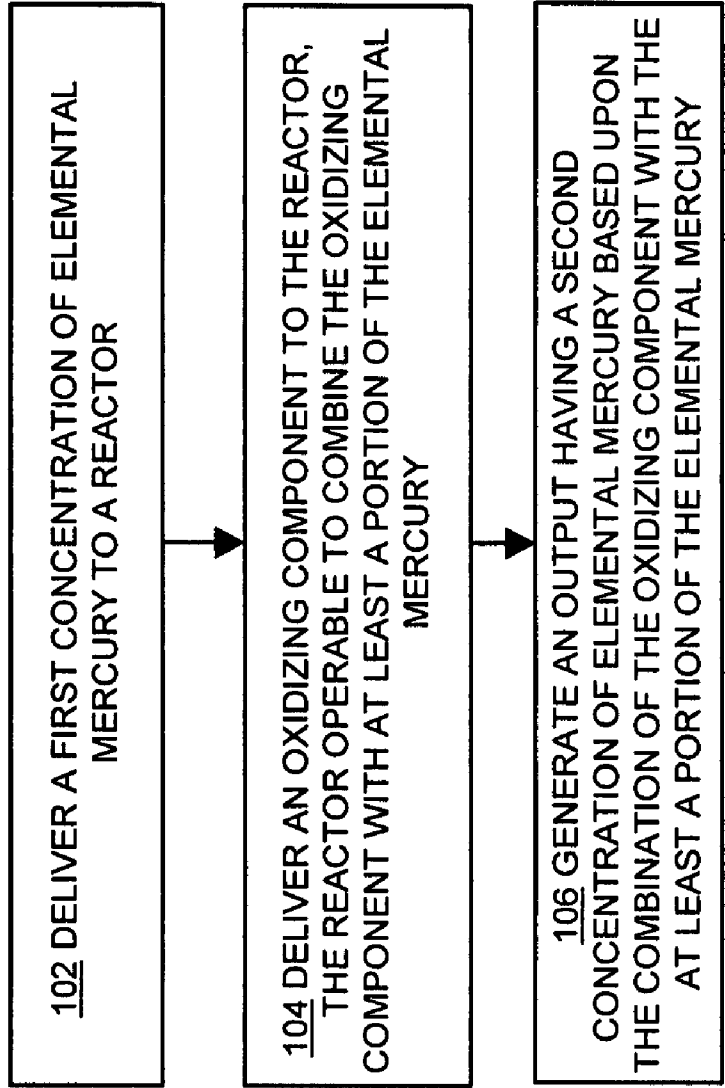 102 DELIVER A FIRST CONCENTRATION OF ELEMENTAL
MERCURY TO A REACTOR
104 DELIVER AN OXIDIZING COMPONENT TO THE REACTOR,
THE REACTOR OPERABLE TO COMBINE THE OXIDIZING
COMPONENT WITH AT LEAST A PORTION OF THE ELEMENTAL
MERCURY
106 GENERATE AN OUTPUT HAVING A SECOND
CONCENTRATION OF ELEMENTAL MERCURY BASED UPON
THE COMBINATION OF THE OXIDIZING COMPONENT WITH THE
AT LEAST A PORTION OF THE ELEMENTAL MERCURY